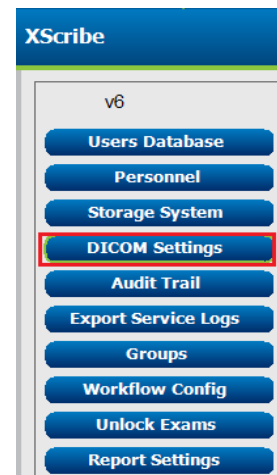 XScribe
v6
Users Database
Personnel
Storage System
DICOM Settings
Audit Trail
Export Service Logs
Groups
Workflow Config
Unlock Exams
Report Settings